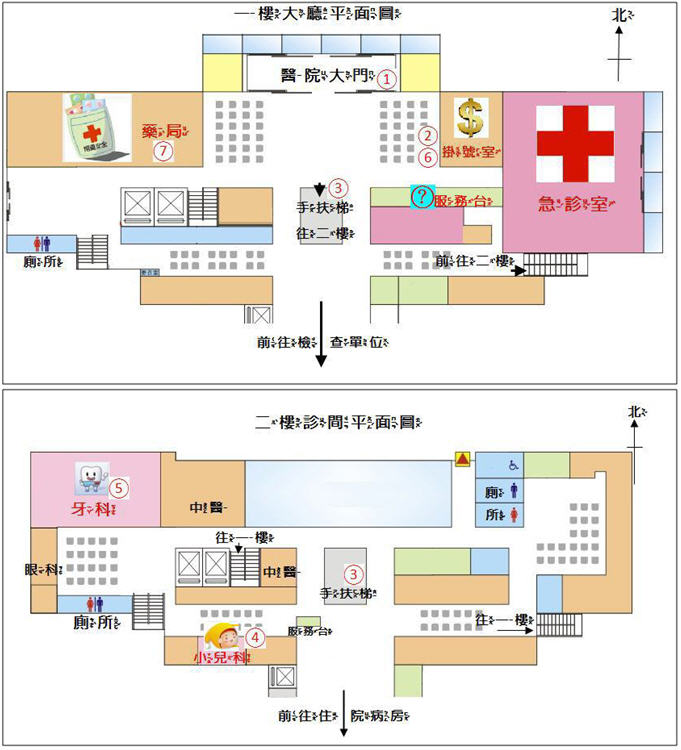 一樓大廳平面圖
北
醫院大門 ①
藥局
⑦
②
⑥ 掛號室
急診室
③
手扶梯
往二樓
? 服務台
廁所
前往二樓
前往檢 查單位
二樓診間平面圖
北
⑤
牙科
中醫
廁
所
往一樓
眼科
中醫
③
手扶梯
廁所
服務台
往一樓
④
小兒科
前往住 院病房